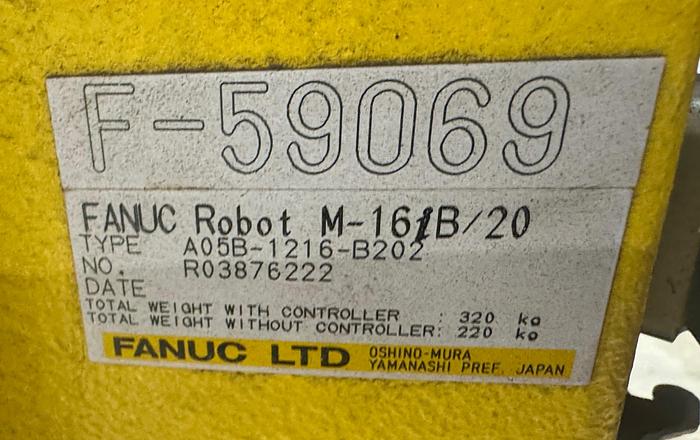 F-59069
FANUC Robot M-16iB/20
TYPE A05B-1216-B202
NO. R03876222
DATE
TOTAL WEIGHT WITH CONTROLLER : 320 kg
TOTAL WEIGHT WITHOUT CONTROLLER: 220 kg
FANUC LTD OSHINO-MURA
YAMANASHI PREF. JAPAN